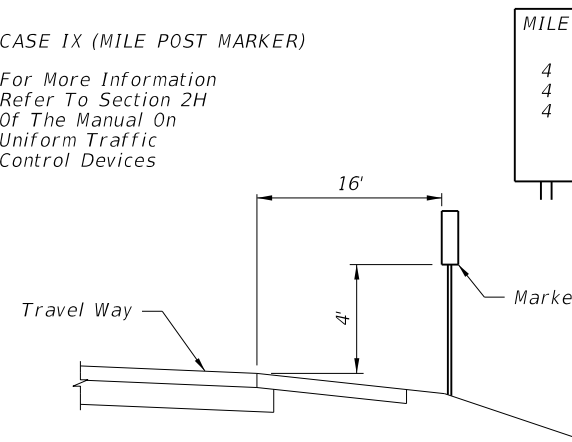 CASE IX (MILE POST MARKER)
For More Information
Refer To Section 2H
Of The Manual On
Uniform Traffic
Control Devices
MILE
4
4
4
16'
4'
Travel Way
Marke